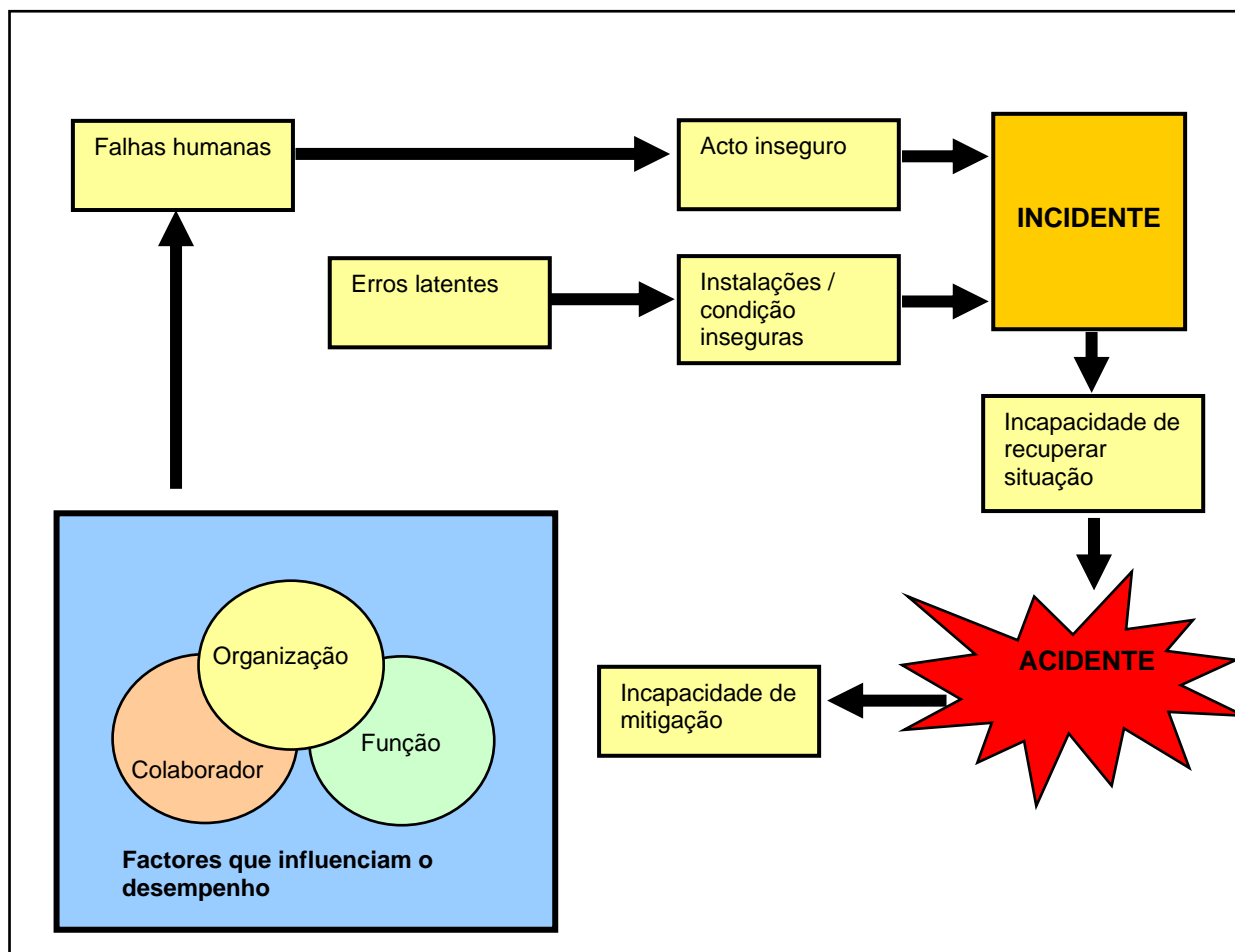 Falhas humanas
Acto inseguro
INCIDENTE
Erros latentes
Instalações /
condição
inseguras
Incapacidade de
recuperar
situação
ACIDENTE
Incapacidade de
mitigação
Organização
Função
Colaborador
Factores que influenciam o
desempenho